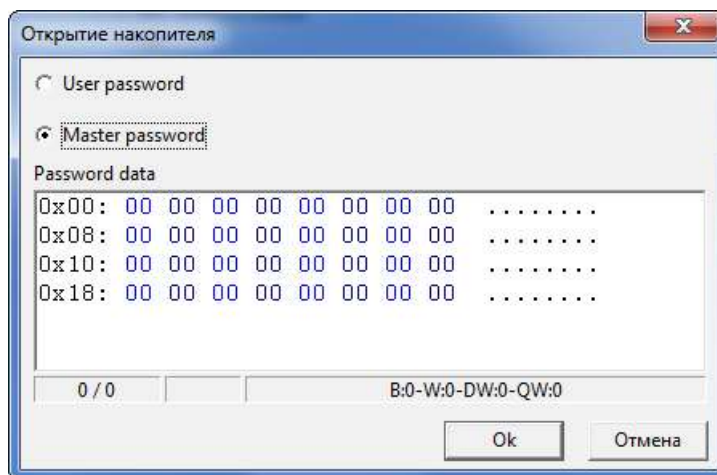 Открытие накопителя
User password
Master password
Password data
0x00: 00 00 00 00 00 00 00 00 ........
0x08: 00 00 00 00 00 00 00 00 ........
0x10: 00 00 00 00 00 00 00 00 ........
0x18: 00 00 00 00 00 00 00 00 ........
0 / 0 B:0-W:0-DW:0-QW:0
Ok Отмена